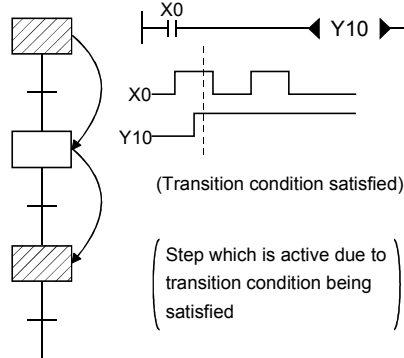 X0
Y10
X0
Y10
(Transition condition satisfied)
Step which is active due to
transition condition being
satisfied